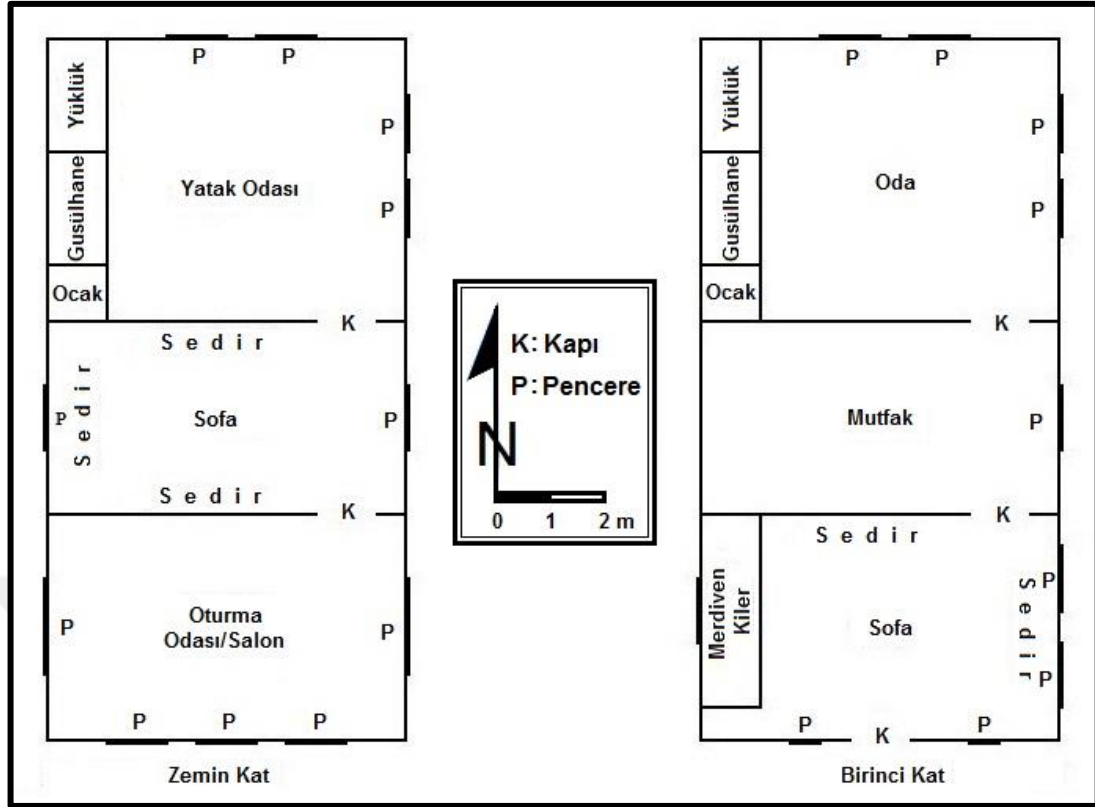 P P
Yüklük
P
Gusülhane
Yatak Odası
P
Ocak
K
Sedir
Sedir
P
Sofa
P
Sedir
K
P
Oturma
Odası/Salon
P
P P P
Zemin Kat
K: Kapı
P: Pencere
N
0 1 2 m
P P
Yüklük
P
Gusülhane
Oda
P
Ocak
K
Mutfak
P
K
Sedir
Merdiven
Kiler
Sofa
Sedir
P
P
P K P
Birinci Kat